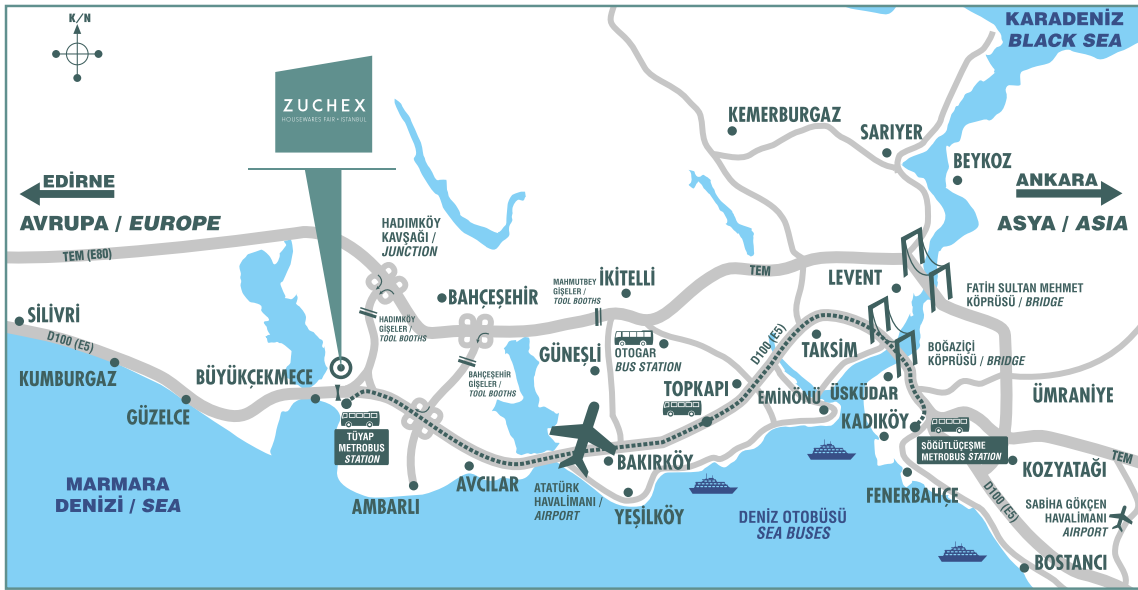 K/N
KARADENİZ
BLACK SEA
ZUCHEX
HOUSEWARES FAIR • ISTANBUL
KEMERBURGAZ
SARIYER
BEYKOZ
EDİRNE
AVRUPA / EUROPE
ANKARA
ASYA / ASIA
HADIMKÖY
KAVŞAĞI /
JUNCTION
TEM (E80)
TEM
LEVENT
FATİH SULTAN MEHMET
KÖPRÜSÜ / BRIDGE
MAHMUTBEY
GİŞELER /
TOOL BOOTHS
İKİTELLİ
BAHÇEŞEHİR
SİLİVRİ
D100 (E5)
HADIMKÖY
GİŞELER /
TOOL BOOTHS
GÜNEŞLİ
OTOGAR
BUS STATION
D100 (E5)
TAKSİM
BOĞAZİÇİ
KÖPRÜSÜ / BRIDGE
KUMBURGAZ
BÜYÜKÇEKMECE
BAHÇEŞEHİR
GİŞELER /
TOOL BOOTHS
TOPKAPI
EMİNÖNÜ
ÜSKÜDAR
ÜMRANİYE
GÜZELCE
KADIKÖY
TÜYAP
METROBUS
STATION
SÖĞÜTLÜÇEŞME
METROBUS STATION
TEM
BAKIRKÖY
KOZYATAĞI
MARMARA
DENİZİ / SEA
AMBARLI
AVCILAR
ATATÜRK
HAVALİMANI /
AIRPORT
YEŞİLKÖY
FENERBAHÇE
D100 (E5)
DENİZ OTOBÜSÜ
SEA BUSES
SABİHA GÖKÇEN
HAVALİMANI
AIRPORT
BOSTANCI